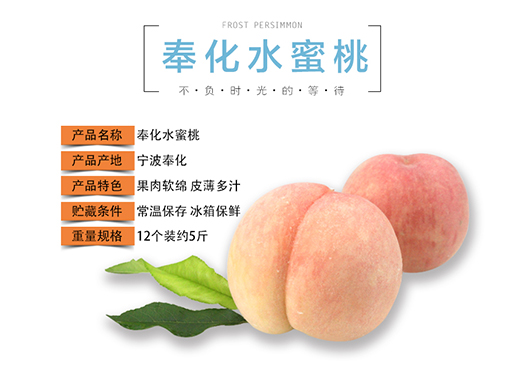 FROST PERSIMMON
奉化水蜜桃
不·负·时·光·的·等·待
产品名称 奉化水蜜桃
产品产地 宁波奉化
产品特色 果肉软绵 皮薄多汁
贮藏条件 常温保存 冰箱保鲜
重量规格 12个装约5斤